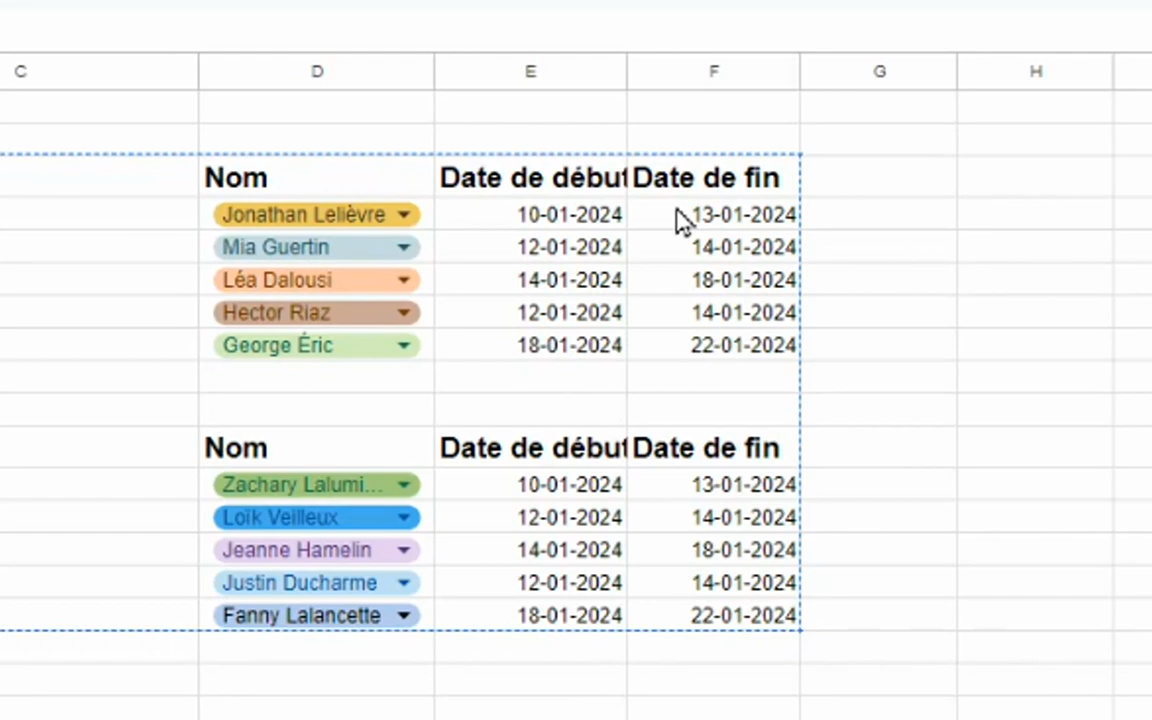 C D E F G H
Nom Date de début Date de fin
Jonathan Lelièvre 10-01-2024 13-01-2024
Mia Guertin 12-01-2024 14-01-2024
Léa Dalousi 14-01-2024 18-01-2024
Hector Riaz 12-01-2024 14-01-2024
George Éric 18-01-2024 22-01-2024
Nom Date de début Date de fin
Zachary Lalumi... 10-01-2024 13-01-2024
Loïk Veilleux 12-01-2024 14-01-2024
Jeanne Hamelin 14-01-2024 18-01-2024
Justin Ducharme 12-01-2024 14-01-2024
Fanny Lalancette 18-01-2024 22-01-2024